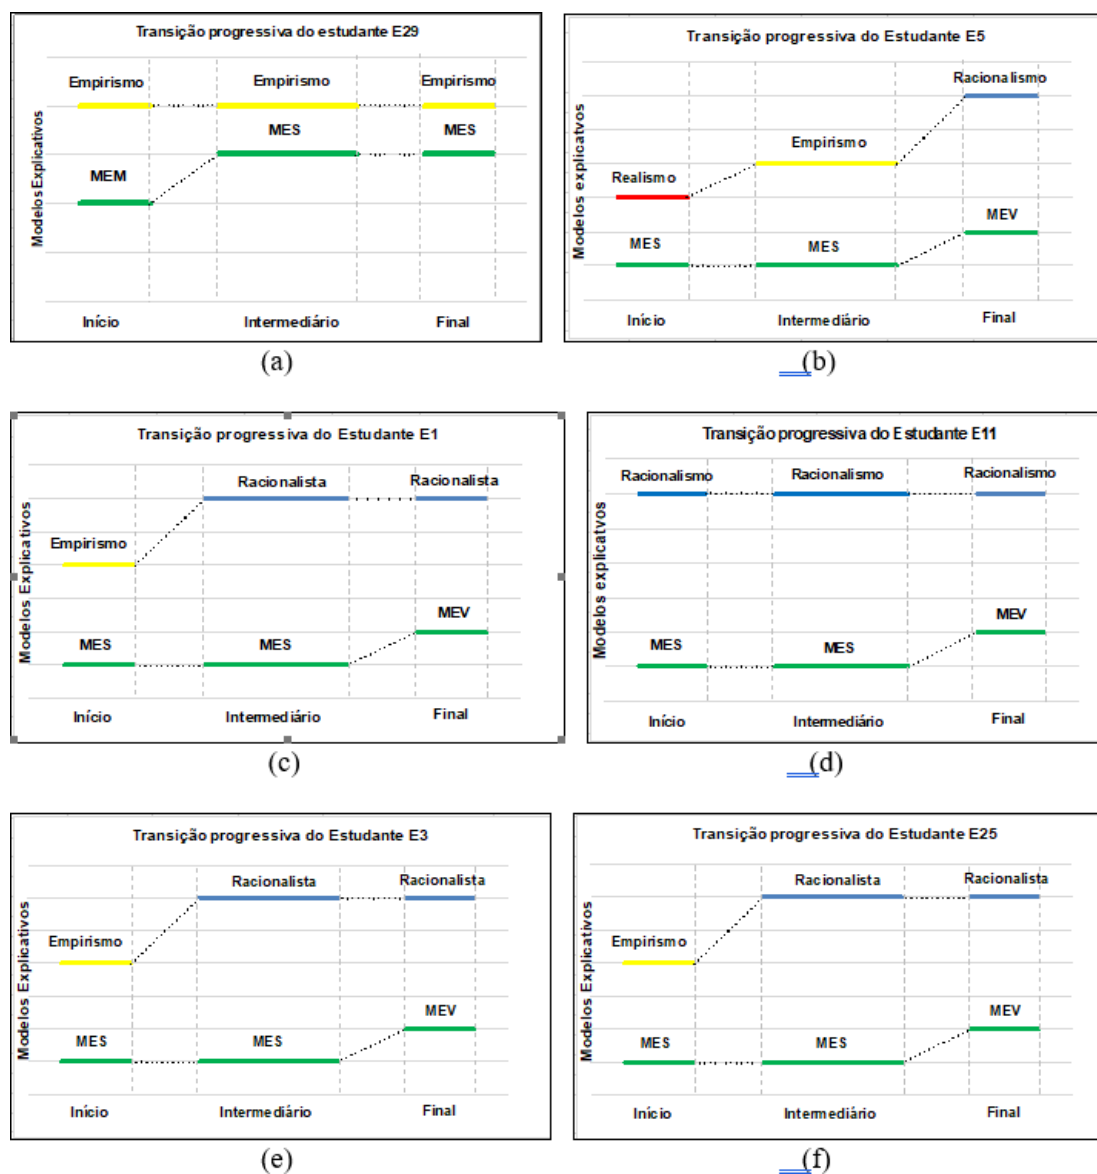 Transição progressiva do estudante E29
Empirismo Empirismo Empirismo
MES MES
MEM
Modelos Explicativos
Início Intermediário Final
(a)
Transição progressiva do Estudante E5
Racionalismo
Empirismo
Realismo
MEV
MES MES
Modelos explicatvos
Início Intermediário Final
(b)
Transição progressiva do Estudante E1
Racionalista Racionalista
Empirismo
MEV
MES MES
Modelos Explicativos
Início Intermediário Final
(c)
Transição progressiva do Estudante E11
Racionalismo Racionalismo Racionalismo
MEV
MES MES
Modelos explicatvos
Início Intermediário Final
(d)
Transição progressiva do Estudante E3
Racionalista Racionalista
Empirismo
MEV
MES MES
Modelos Explicativos
Início Intermediário Final
(e)
Transição progressiva do Estudante E25
Racionalista Racionalista
Empirismo
MEV
MES MES
Modelos Explicativos
Início Intermediário Final
(f)